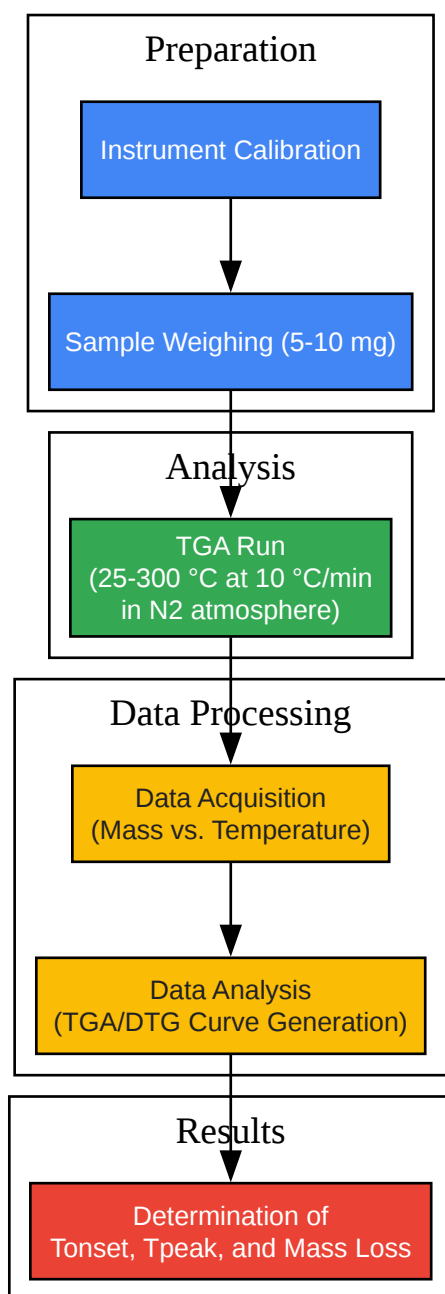 Preparation
Instrument Calibration
Sample Weighing (5-10 mg)
Analysis
TGA Run
(25-300 °C at 10 °C/min
in N2 atmosphere)
Data Processing
Data Acquisition
(Mass vs. Temperature)
Data Analysis
(TGA/DTG Curve Generation)
Results
Determination of
Tonset, Tpeak, and Mass Loss